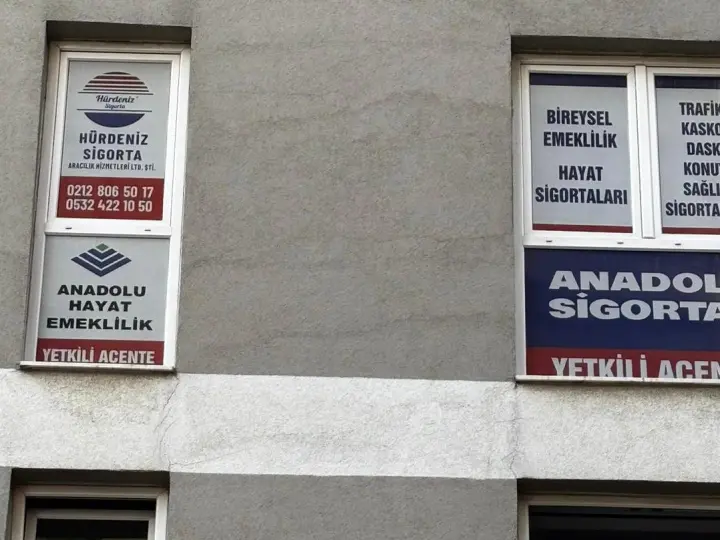 Hürdeniz
Sigorta
HÜRDENİZ
SİGORTA
ARACILIK HİZMETLERİ LTD. ŞTİ.
0212 806 50 17
0532 422 10 50
ANADOLU
HAYAT
EMEKLİLİK
YETKİLİ ACENTE
BİREYSEL
EMEKLİLİK
HAYAT
SİGORTALARI
TRAFİK
KASKO
DASK
KONU
SAĞLI
SİGORTA
ANADOL
SİGORTA
YETKİLİ ACEN